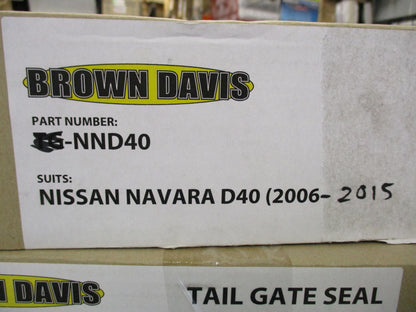 BROWN DAVIS
PART NUMBER:
-NND40
SUITS:
NISSAN NAVARA D40 (2006-2015
N DAVIS
TAIL GATE SEAL